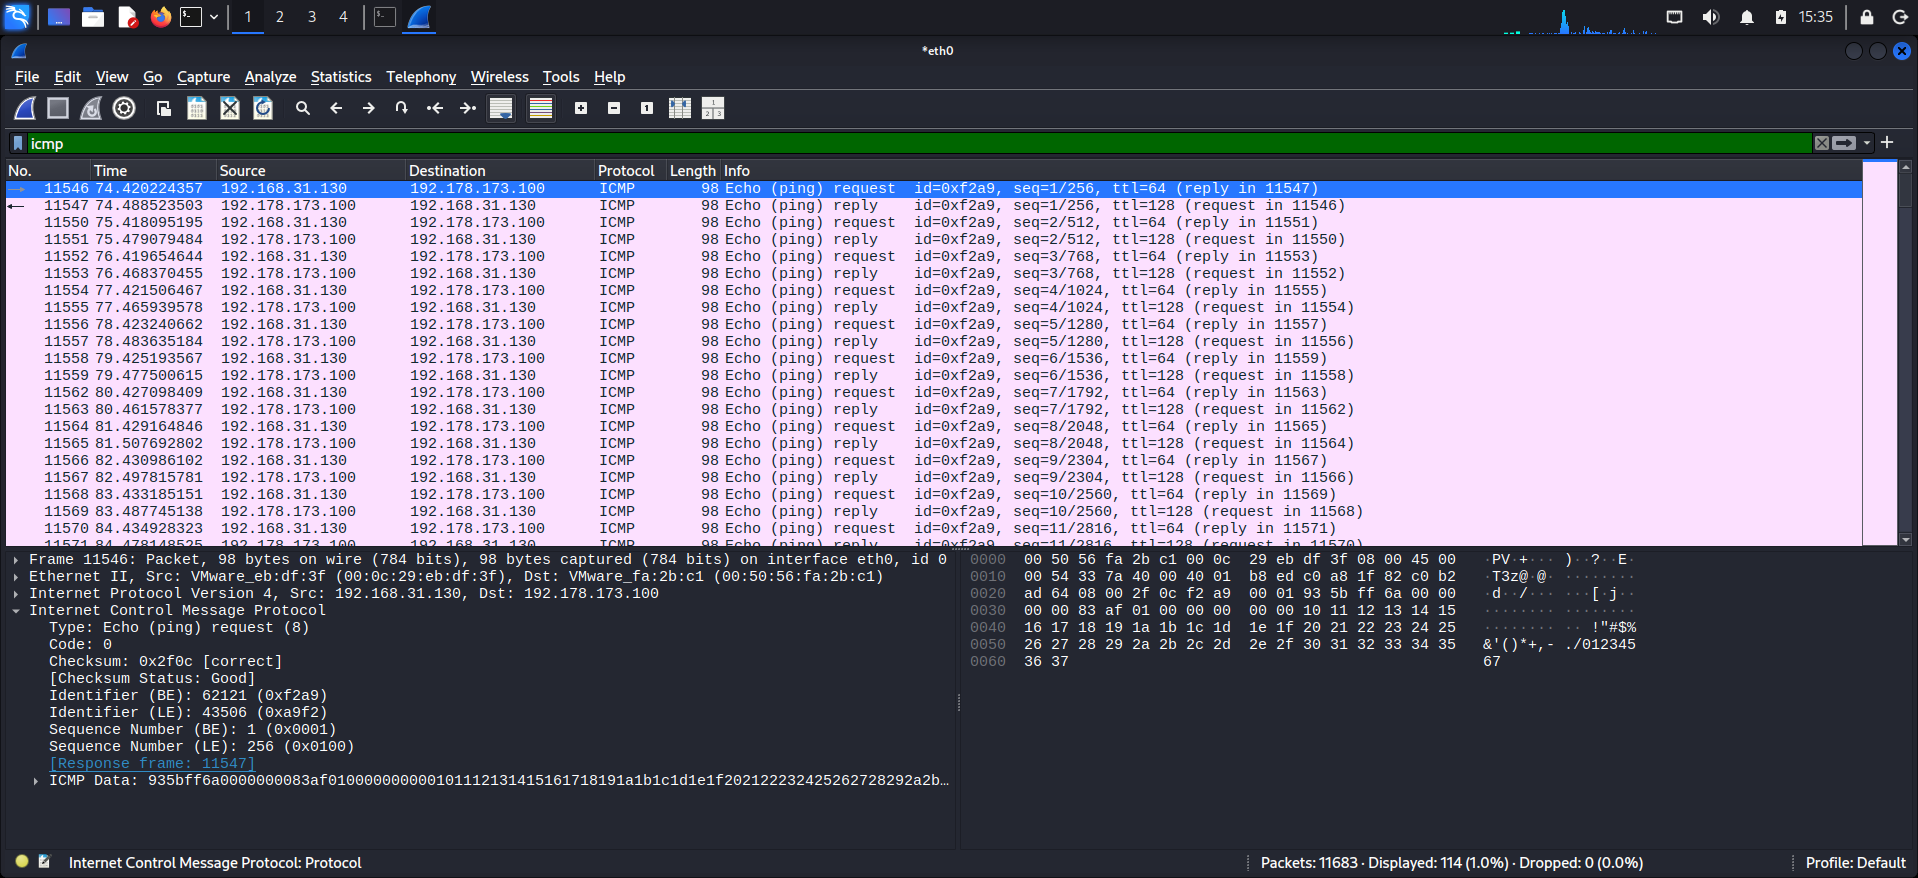 1 2 3 4 15:35
*eth0
File Edit View Go Capture Analyze Statistics Telephony Wireless Tools Help
icmp
No. Time Source Destination Protocol Length Info
11546 74.420224357 192.168.31.130 192.178.173.100 ICMP 98 Echo (ping) request id=0xf2a9, seq=1/256, ttl=64 (reply in 11547)
11547 74.488523503 192.178.173.100 192.168.31.130 ICMP 98 Echo (ping) reply id=0xf2a9, seq=1/256, ttl=128 (request in 11546)
11550 75.418095195 192.168.31.130 192.178.173.100 ICMP 98 Echo (ping) request id=0xf2a9, seq=2/512, ttl=64 (reply in 11551)
11551 75.479079484 192.178.173.100 192.168.31.130 ICMP 98 Echo (ping) reply id=0xf2a9, seq=2/512, ttl=128 (request in 11550)
11552 76.419654644 192.168.31.130 192.178.173.100 ICMP 98 Echo (ping) request id=0xf2a9, seq=3/768, ttl=64 (reply in 11553)
11553 76.468370455 192.178.173.100 192.168.31.130 ICMP 98 Echo (ping) reply id=0xf2a9, seq=3/768, ttl=128 (request in 11552)
11554 77.421506467 192.168.31.130 192.178.173.100 ICMP 98 Echo (ping) request id=0xf2a9, seq=4/1024, ttl=64 (reply in 11555)
11555 77.465939578 192.178.173.100 192.168.31.130 ICMP 98 Echo (ping) reply id=0xf2a9, seq=4/1024, ttl=128 (request in 11554)
11556 78.423240662 192.168.31.130 192.178.173.100 ICMP 98 Echo (ping) request id=0xf2a9, seq=5/1280, ttl=64 (reply in 11557)
11557 78.483635184 192.178.173.100 192.168.31.130 ICMP 98 Echo (ping) reply id=0xf2a9, seq=5/1280, ttl=128 (request in 11556)
11558 79.425193567 192.168.31.130 192.178.173.100 ICMP 98 Echo (ping) request id=0xf2a9, seq=6/1536, ttl=64 (reply in 11559)
11559 79.477500615 192.178.173.100 192.168.31.130 ICMP 98 Echo (ping) reply id=0xf2a9, seq=6/1536, ttl=128 (request in 11558)
11562 80.427098409 192.168.31.130 192.178.173.100 ICMP 98 Echo (ping) request id=0xf2a9, seq=7/1792, ttl=64 (reply in 11563)
11563 80.461578377 192.178.173.100 192.168.31.130 ICMP 98 Echo (ping) reply id=0xf2a9, seq=7/1792, ttl=128 (request in 11562)
11564 81.429164846 192.168.31.130 192.178.173.100 ICMP 98 Echo (ping) request id=0xf2a9, seq=8/2048, ttl=64 (reply in 11565)
11565 81.507692802 192.178.173.100 192.168.31.130 ICMP 98 Echo (ping) reply id=0xf2a9, seq=8/2048, ttl=128 (request in 11564)
11566 82.430986102 192.168.31.130 192.178.173.100 ICMP 98 Echo (ping) request id=0xf2a9, seq=9/2304, ttl=64 (reply in 11567)
11567 82.497815781 192.178.173.100 192.168.31.130 ICMP 98 Echo (ping) reply id=0xf2a9, seq=9/2304, ttl=128 (request in 11566)
11568 83.433185151 192.168.31.130 192.178.173.100 ICMP 98 Echo (ping) request id=0xf2a9, seq=10/2560, ttl=64 (reply in 11569)
11569 83.487745138 192.178.173.100 192.168.31.130 ICMP 98 Echo (ping) reply id=0xf2a9, seq=10/2560, ttl=128 (request in 11568)
11570 84.434928323 192.168.31.130 192.178.173.100 ICMP 98 Echo (ping) request id=0xf2a9, seq=11/2816, ttl=64 (reply in 11571)
11571 84.478148525 192.178.173.100 192.168.31.130 ICMP 98 Echo (ping) reply id=0xf2a9, seq=11/2816, ttl=128 (request in 11570)
Frame 11546: Packet, 98 bytes on wire (784 bits), 98 bytes captured (784 bits) on interface eth0, id 0
Ethernet II, Src: VMware_eb:df:3f (00:0c:29:eb:df:3f), Dst: VMware_fa:2b:c1 (00:50:56:fa:2b:c1)
Internet Protocol Version 4, Src: 192.168.31.130, Dst: 192.178.173.100
Internet Control Message Protocol
Type: Echo (ping) request (8)
Code: 0
Checksum: 0x2f0c [correct]
[Checksum Status: Good]
Identifier (BE): 62121 (0xf2a9)
Identifier (LE): 43506 (0xa9f2)
Sequence Number (BE): 1 (0x0001)
Sequence Number (LE): 256 (0x0100)
[Response frame: 11547]
ICMP Data: 935bff6a0000000083af010000000000101112131415161718191a1b1c1d1e1f202122232425262728292a2b…
0000 00 50 56 fa 2b c1 00 0c 29 eb df 3f 08 00 45 00 ·PV·+··· )··?··E·
0010 00 54 33 7a 40 00 40 01 b8 ed c0 a8 1f 82 c0 b2 ·T3z@·@· ········
0020 ad 64 08 00 2f 0c f2 a9 00 01 93 5b ff 6a 00 00 ·d··/··· ···[·j··
0030 00 00 83 af 01 00 00 00 00 00 10 11 12 13 14 15 ········ ········
0040 16 17 18 19 1a 1b 1c 1d 1e 1f 20 21 22 23 24 25 ········ ·· !"#$%
0050 26 27 28 29 2a 2b 2c 2d 2e 2f 30 31 32 33 34 35 &'()*+,- ./012345
0060 36 37 67
Internet Control Message Protocol: Protocol Packets: 11683 · Displayed: 114 (1.0%) · Dropped: 0 (0.0%) Profile: Default